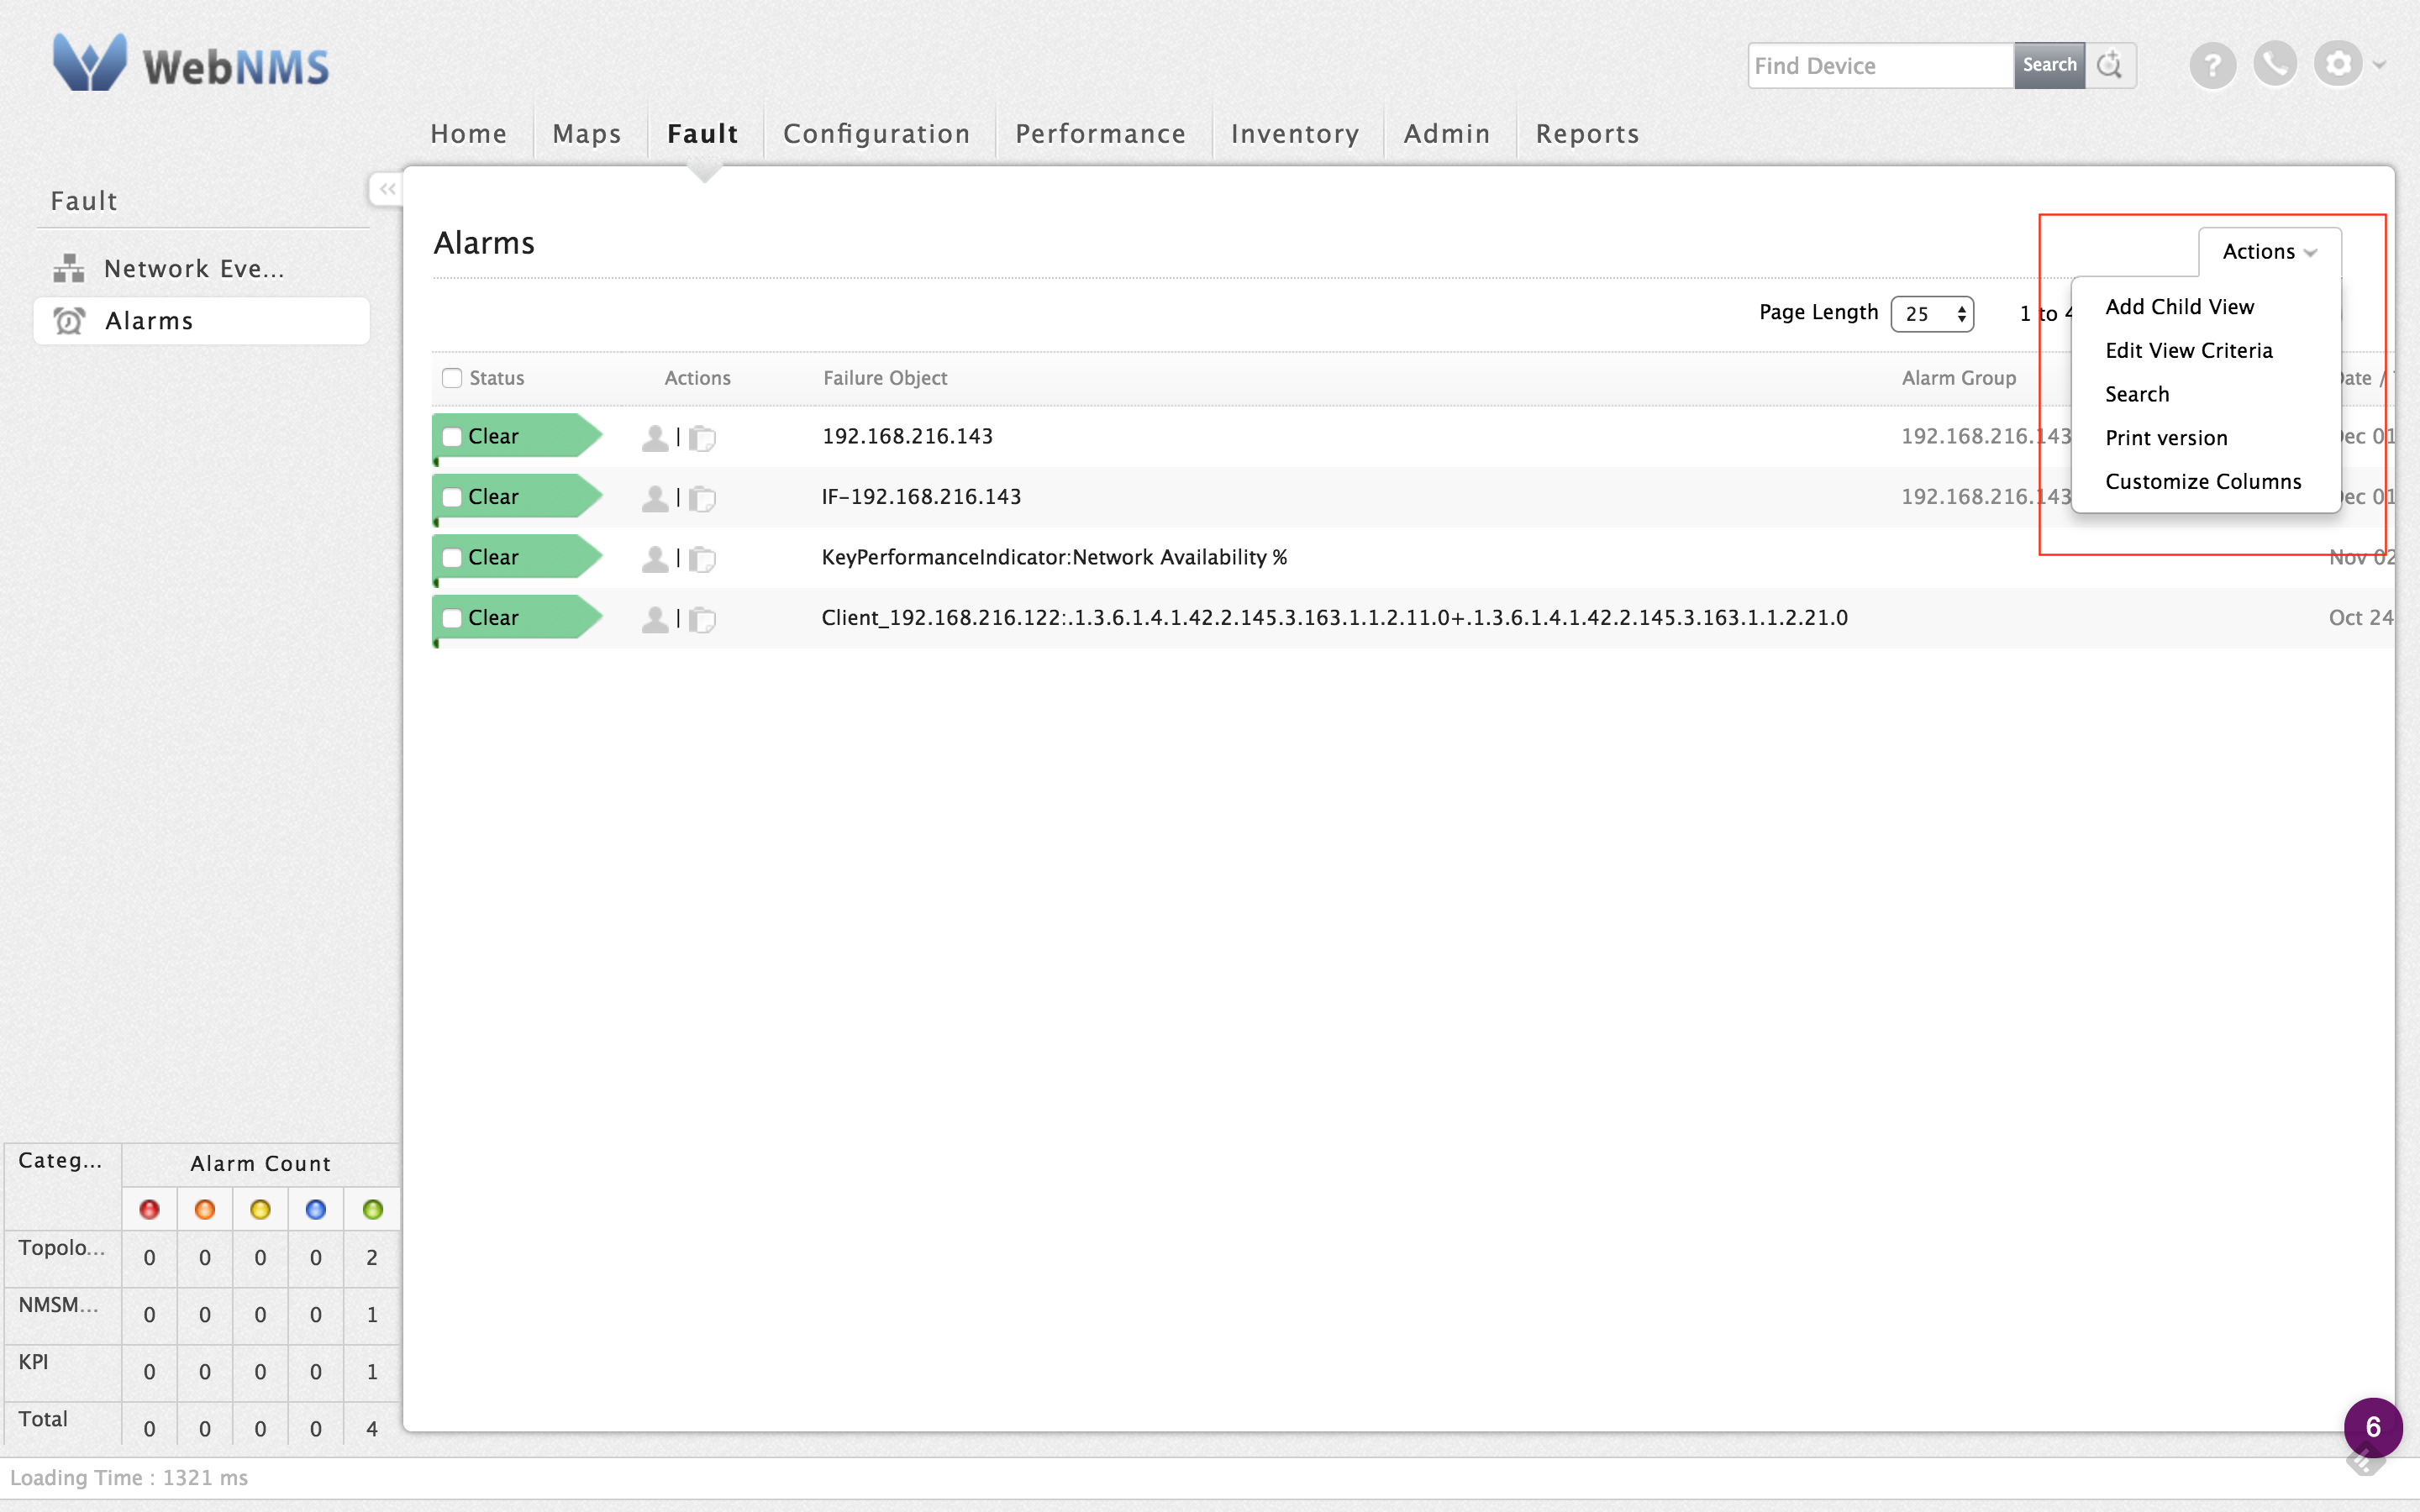 WebNMS
Find Device
Search
?
Home
Maps
Fault
Configuration
Performance
Inventory
Admin
Reports
Fault
Network Eve...
Alarms
Alarms
Actions
Page Length
25
1 to 4
Add Child View
Edit View Criteria
Search
Print version
Customize Columns
Status Actions Failure Object Alarm Group Date /
Clear | 192.168.216.143 192.168.216.143 Dec 01
Clear | IF-192.168.216.143 192.168.216.143 Dec 01
Clear | KeyPerformanceIndicator:Network Availability % Nov 02
Clear | Client_192.168.216.122:.1.3.6.1.4.1.42.2.145.3.163.1.1.2.11.0+.1.3.6.1.4.1.42.2.145.3.163.1.1.2.21.0 Oct 24
Categ... Alarm Count
Topolo... 0 0 0 0 2
NMSM... 0 0 0 0 1
KPI 0 0 0 0 1
Total 0 0 0 0 4
6
Loading Time : 1321 ms